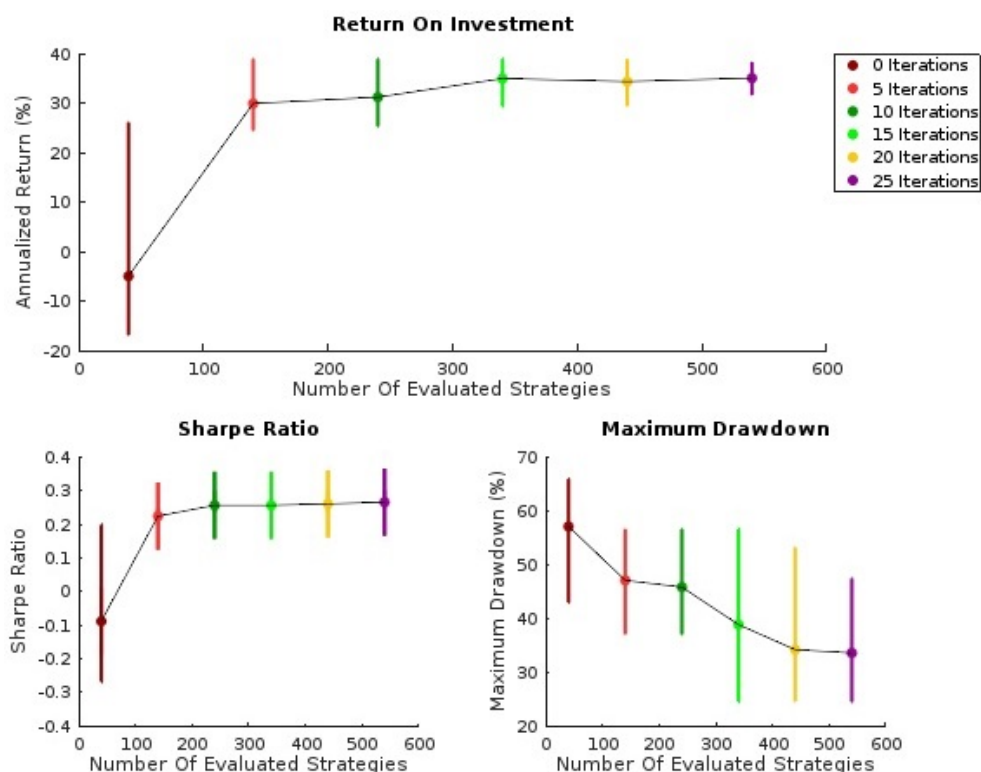 Return On Investment
40
30
20
10
0
-10
-20
Annualized Return (%)
0 100 200 300 400 500 600
Number Of Evaluated Strategies
0 Iterations
5 Iterations
10 Iterations
15 Iterations
20 Iterations
25 Iterations
Sharpe Ratio
0.4
0.3
0.2
0.1
0
-0.1
-0.2
-0.3
-0.4
Sharpe Ratio
0 100 200 300 400 500 600
Number Of Evaluated Strategies
Maximum Drawdown
70
60
50
40
30
20
Maximum Drawdown (%)
0 100 200 300 400 500 600
Number Of Evaluated Strategies